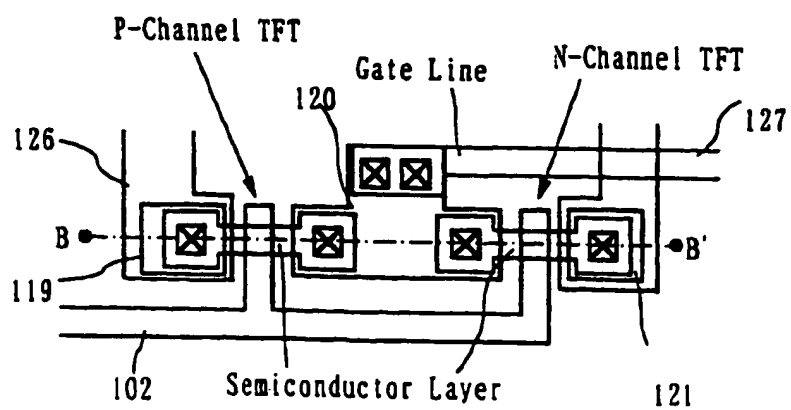 P-Channel TFT
Gate Line
N-Channel TFT
120
127
126
B
B'
119
102
Semiconductor Layer
121